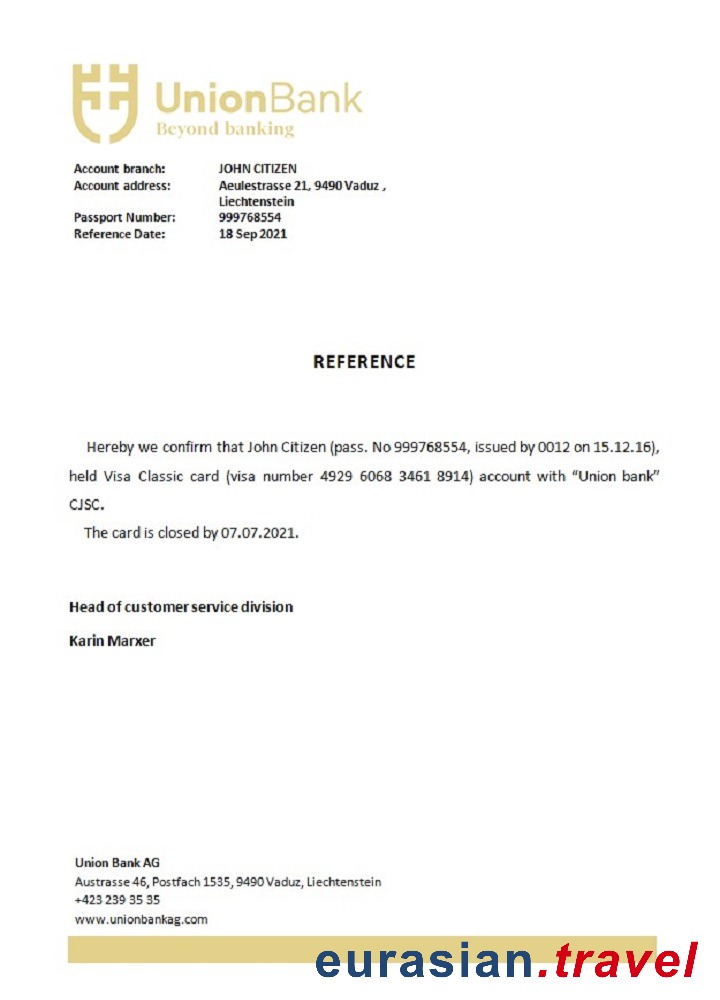 UnionBank
Beyond banking
Account branch: JOHN CITIZEN
Account address: Aeulestrasse 21, 9490 Vaduz ,
Liechtenstein
Passport Number: 999768554
Reference Date: 18 Sep 2021
REFERENCE
Hereby we confirm that John Citizen (pass. No 999768554, issued by 0012 on 15.12.16),
held Visa Classic card (visa number 4929 6068 3461 8914) account with “Union bank”
CJSC.
The card is closed by 07.07.2021.
Head of customer service division
Karin Marxer
Union Bank AG
Austrasse 46, Postfach 1535, 9490 Vaduz, Liechtenstein
+423 239 35 35
www.unionbankag.com
eurasian.travel